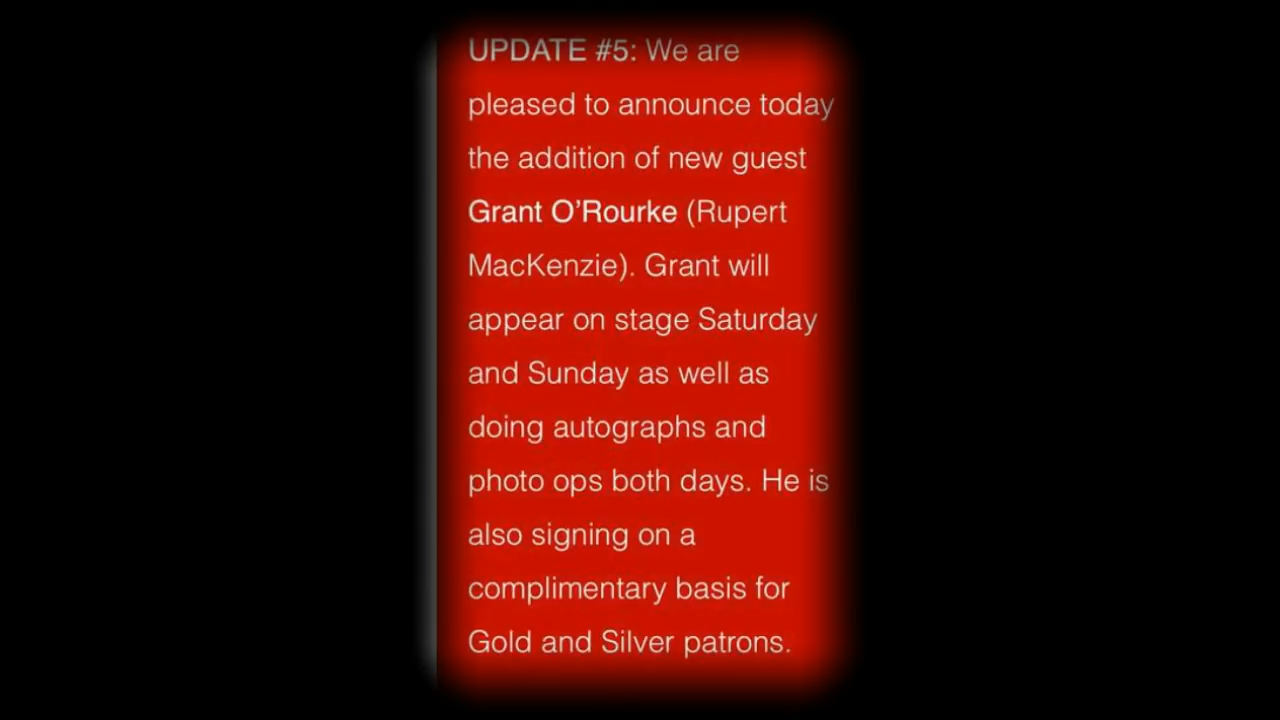 UPDATE #5: We are
pleased to announce today
the addition of new guest
Grant O’Rourke (Rupert
MacKenzie). Grant will
appear on stage Saturday
and Sunday as well as
doing autographs and
photo ops both days. He is
also signing on a
complimentary basis for
Gold and Silver patrons.